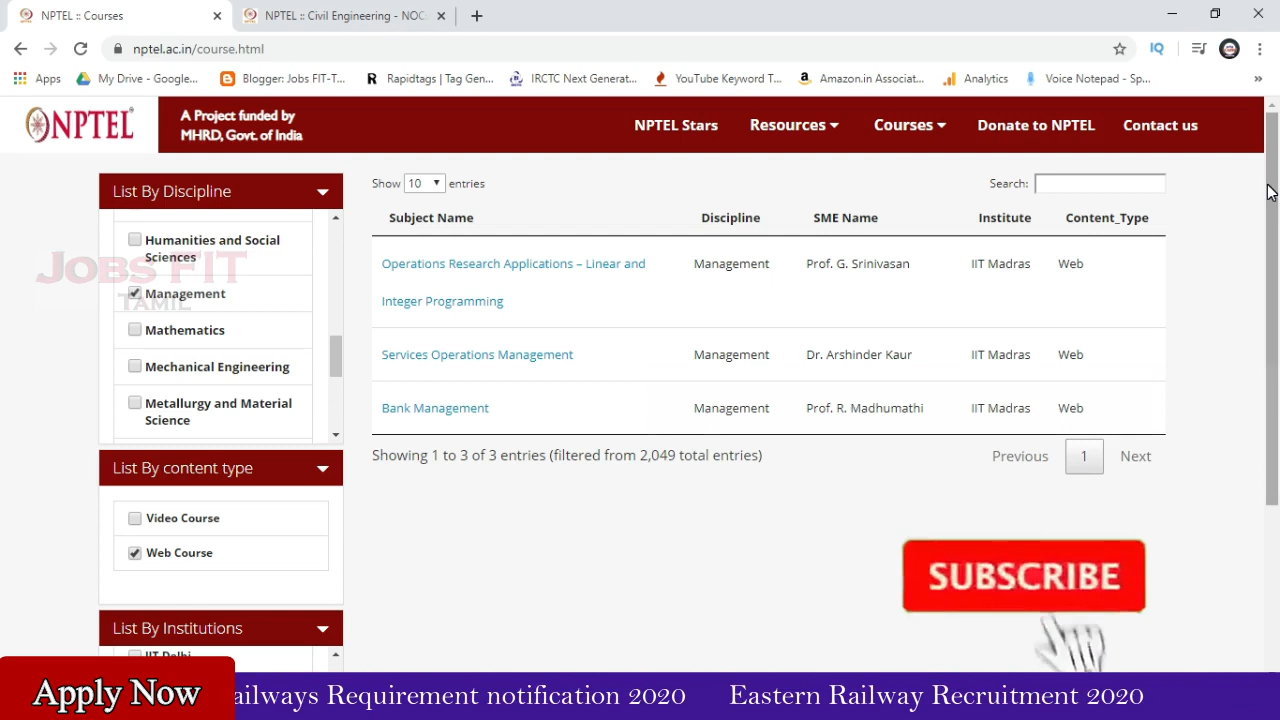 NPTEL :: Courses
NPTEL :: Civil Engineering - NOC:
nptel.ac.in/course.html
Apps
My Drive - Google...
Blogger: Jobs FIT-T...
Rapidtags | Tag Gen...
IRCTC Next Generat...
YouTube Keyword T...
Amazon.in Associat...
Analytics
Voice Notepad - Sp...
NPTEL
A Project funded by
MHRD, Govt. of India
NPTEL Stars
Resources
Courses
Donate to NPTEL
Contact us
List By Discipline
Humanities and Social
Sciences
Management
Mathematics
Mechanical Engineering
Metallurgy and Material
Science
JOBS FIT
TAMIL
List By content type
Video Course
Web Course
List By Institutions
IIT Delhi
Show 10 entries
Search:
Subject Name Discipline SME Name Institute Content_Type
Operations Research Applications – Linear and Management Prof. G. Srinivasan IIT Madras Web
Integer Programming
Services Operations Management Management Dr. Arshinder Kaur IIT Madras Web
Bank Management Management Prof. R. Madhumathi IIT Madras Web
Showing 1 to 3 of 3 entries (filtered from 2,049 total entries)
Previous 1 Next
SUBSCRIBE
Apply Now
ailways Requirement notification 2020 Eastern Railway Recruitment 2020